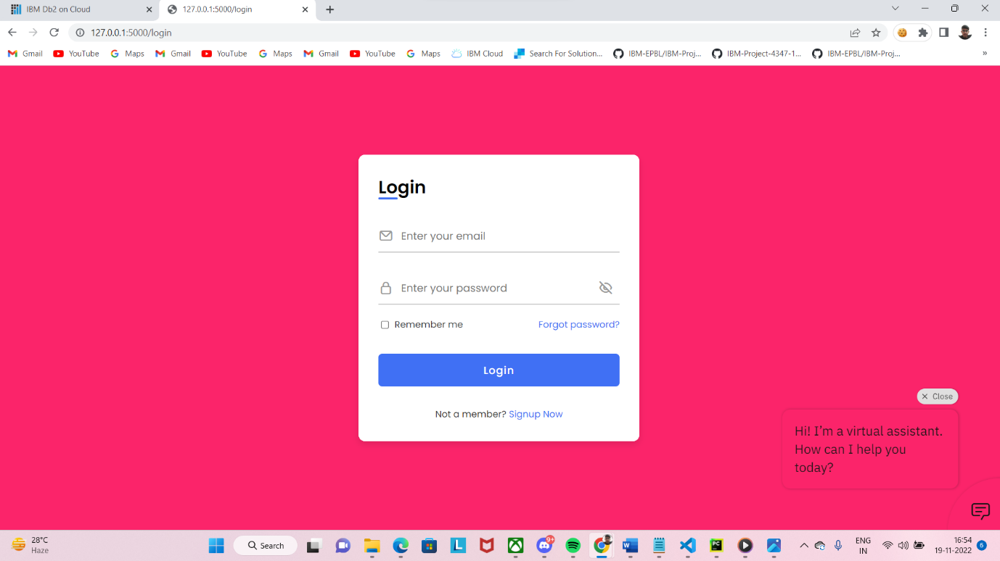 IBM Db2 on Cloud
127.0.0.1:5000/login
127.0.0.1:5000/login
Gmail YouTube Maps Gmail YouTube Maps Gmail YouTube Maps IBM Cloud Search For Solution... IBM-EPBL/IBM-Proj... IBM-Project-4347-1... IBM-EPBL/IBM-Proj... »
Login
Enter your email
Enter your password
Remember me Forgot password?
Login
Not a member? Signup Now
Close
Hi! I'm a virtual assistant.
How can I help you
today?
28°C
Haze
Search
L
9+
W
PC
ENG
IN
16:54
19-11-2022
6